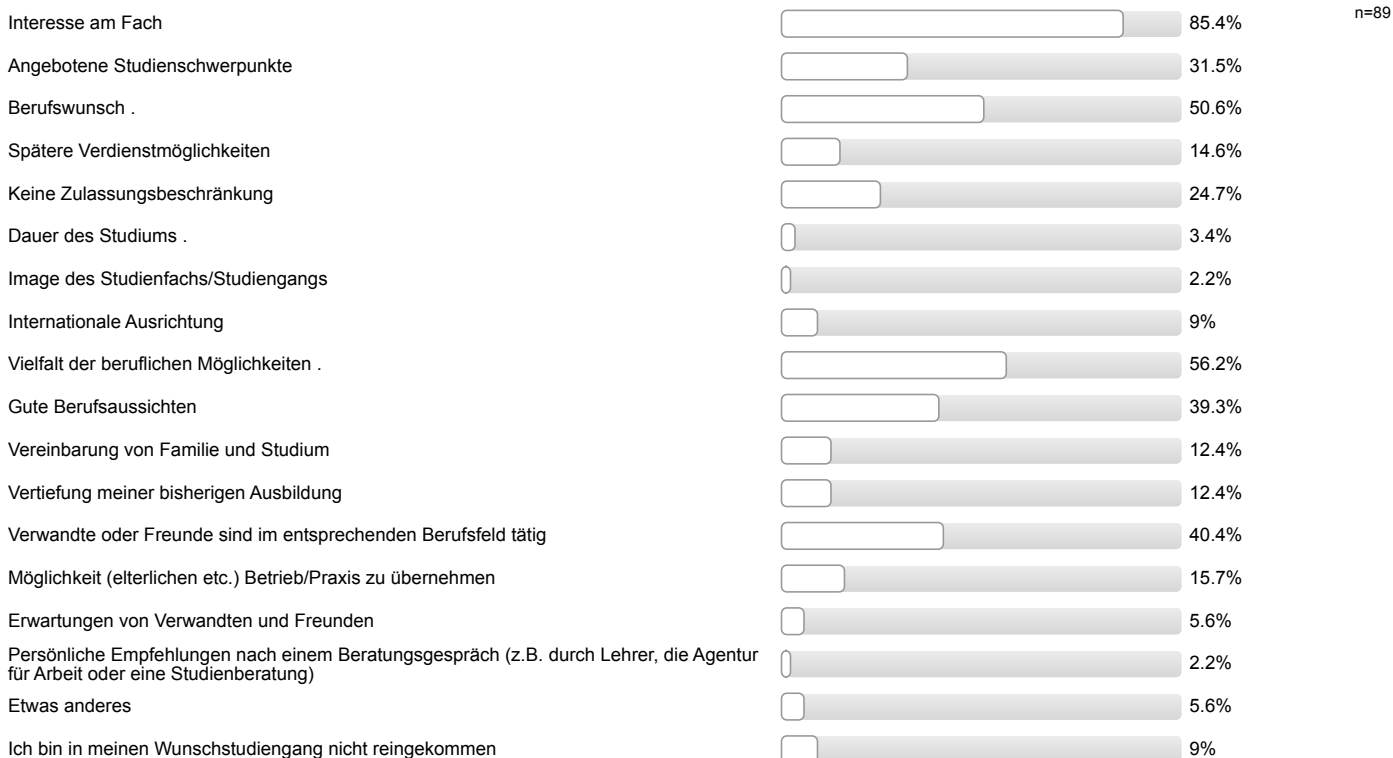 Interesse am Fach 85.4% n=89
Angebotene Studienschwerpunkte 31.5%
Berufswunsch . 50.6%
Spätere Verdienstmöglichkeiten 14.6%
Keine Zulassungsbeschränkung 24.7%
Dauer des Studiums . 3.4%
Image des Studienfachs/Studiengangs 2.2%
Internationale Ausrichtung 9%
Vielfalt der beruflichen Möglichkeiten . 56.2%
Gute Berufsaussichten 39.3%
Vereinbarung von Familie und Studium 12.4%
Vertiefung meiner bisherigen Ausbildung 12.4%
Verwandte oder Freunde sind im entsprechenden Berufsfeld tätig 40.4%
Möglichkeit (elterlichen etc.) Betrieb/Praxis zu übernehmen 15.7%
Erwartungen von Verwandten und Freunden 5.6%
Persönliche Empfehlungen nach einem Beratungsgespräch (z.B. durch Lehrer, die Agentur
für Arbeit oder eine Studienberatung) 2.2%
Etwas anderes 5.6%
Ich bin in meinen Wunschstudiengang nicht reingekommen 9%